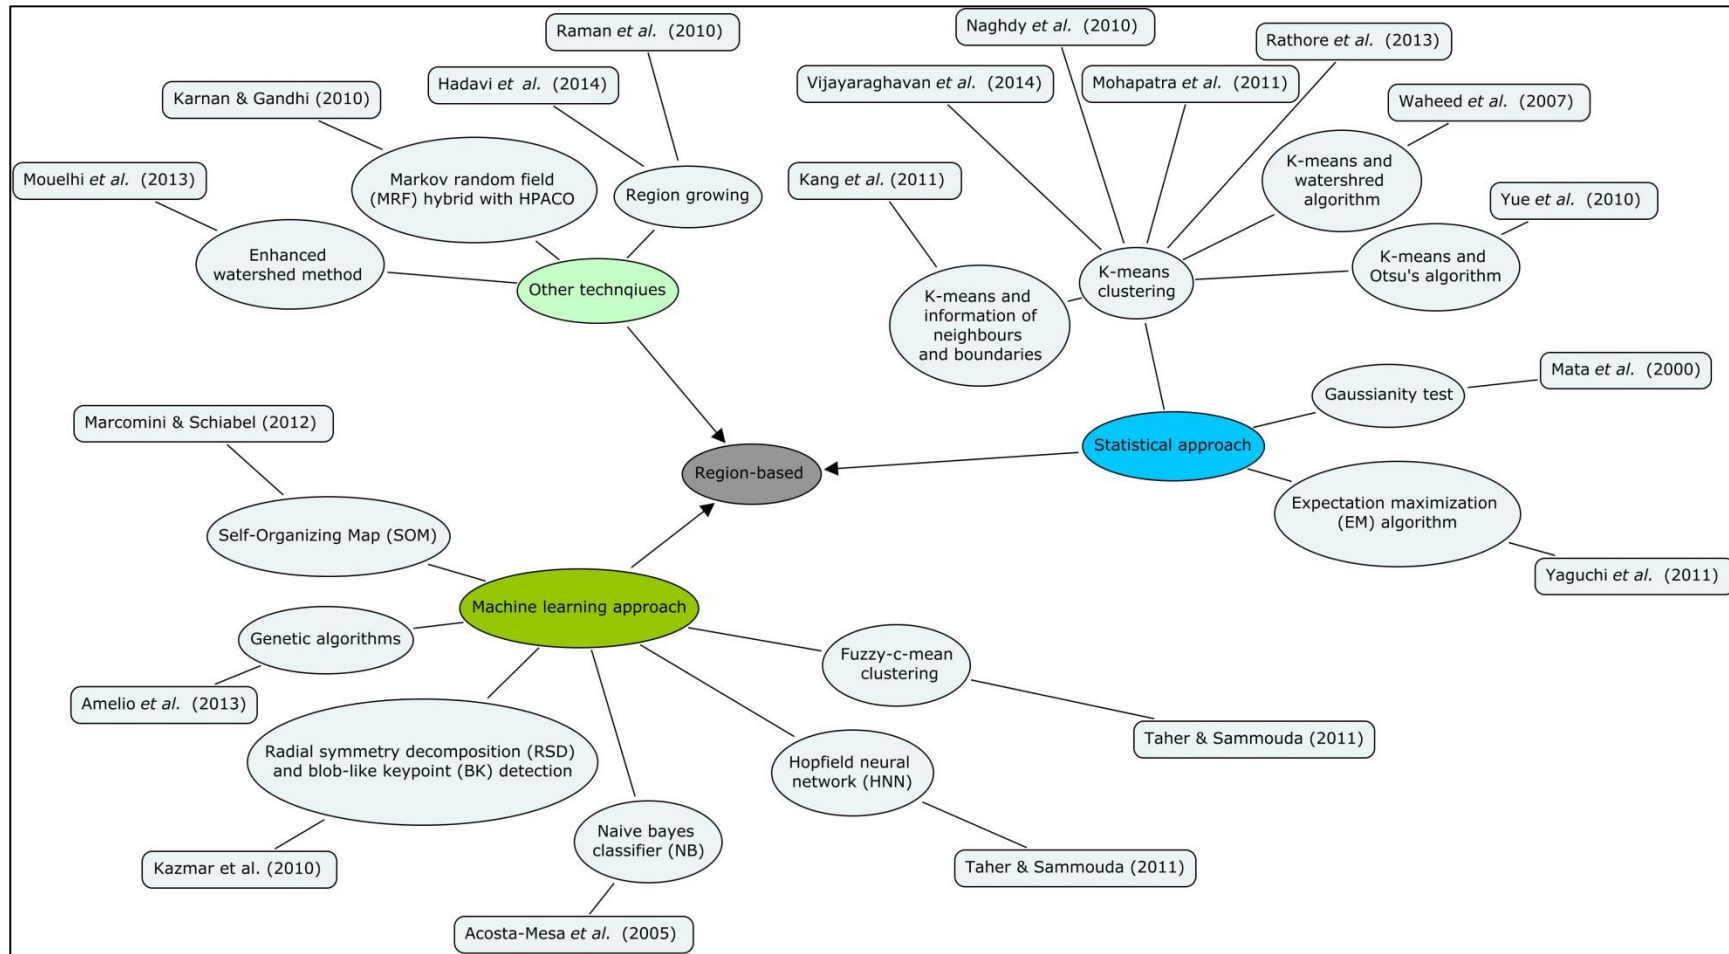 Raman et al. (2010)
Hadavi et al. (2014)
Karnan & Gandhi (2010)
Mouelhi et al. (2013)
Markov random field
(MRF) hybrid with HPACO
Region growing
Enhanced
watershed method
Other technqiues
Naghdy et al. (2010)
Rathore et al. (2013)
Vijayaraghavan et al. (2014)
Mohapatra et al. (2011)
Waheed et al. (2007)
Kang et al. (2011)
K-means and
watershred
algorithm
Yue et al. (2010)
K-means
clustering
K-means and
Otsu's algorithm
K-means and
information of
neighbours
and boundaries
Mata et al. (2000)
Gaussianity test
Statistical approach
Expectation maximization
(EM) algorithm
Yaguchi et al. (2011)
Region-based
Marcomini & Schiabel (2012)
Self-Organizing Map (SOM)
Machine learning approach
Genetic algorithms
Amelio et al. (2013)
Radial symmetry decomposition (RSD)
and blob-like keypoint (BK) detection
Kazmar et al. (2010)
Naive bayes
classifier (NB)
Acosta-Mesa et al. (2005)
Hopfield neural
network (HNN)
Taher & Sammouda (2011)
Fuzzy-c-mean
clustering
Taher & Sammouda (2011)